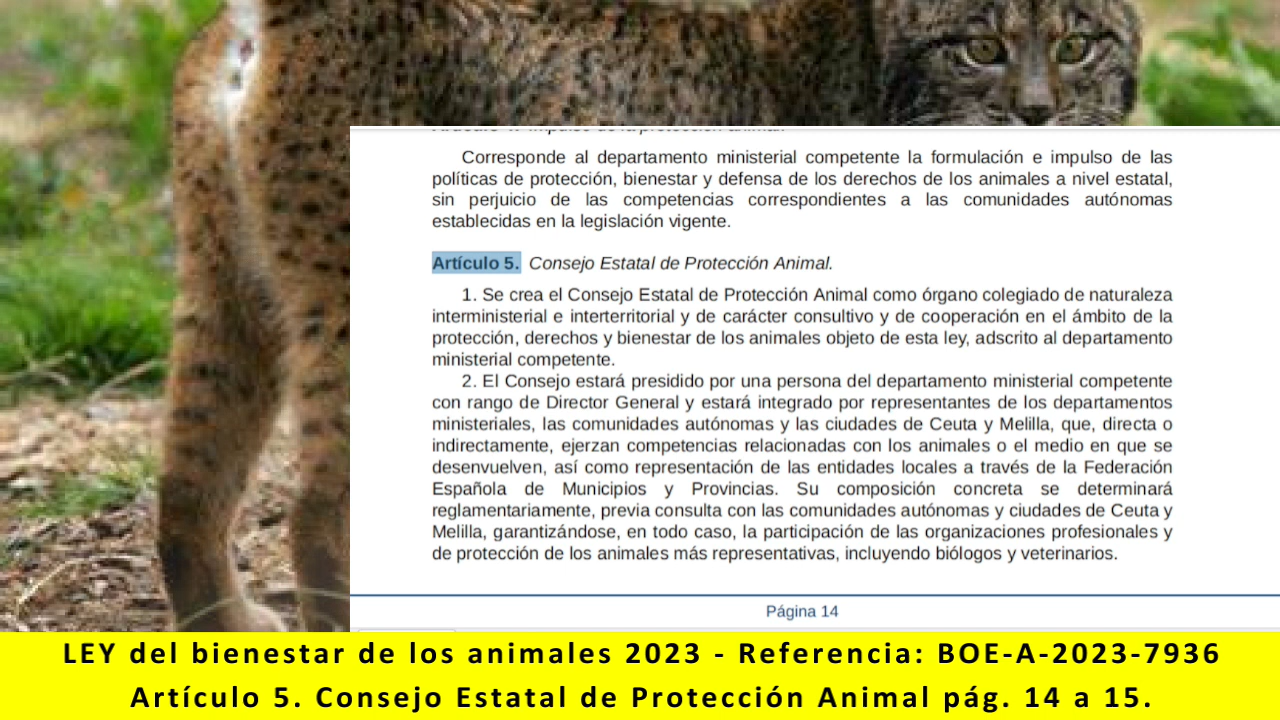 Corresponde al departamento ministerial competente la formulación e impulso de las
políticas de protección, bienestar y defensa de los derechos de los animales a nivel estatal,
sin perjuicio de las competencias correspondientes a las comunidades autónomas
establecidas en la legislación vigente.
Artículo 5. Consejo Estatal de Protección Animal.
1. Se crea el Consejo Estatal de Protección Animal como órgano colegiado de naturaleza
interministerial e interterritorial y de carácter consultivo y de cooperación en el ámbito de la
protección, derechos y bienestar de los animales objeto de esta ley, adscrito al departamento
ministerial competente.
2. El Consejo estará presidido por una persona del departamento ministerial competente
con rango de Director General y estará integrado por representantes de los departamentos
ministeriales, las comunidades autónomas y las ciudades de Ceuta y Melilla, que, directa o
indirectamente, ejerzan competencias relacionadas con los animales o el medio en que se
desenvuelven, así como representación de las entidades locales a través de la Federación
Española de Municipios y Provincias. Su composición concreta se determinará
reglamentariamente, previa consulta con las comunidades autónomas y ciudades de Ceuta y
Melilla, garantizándose, en todo caso, la participación de las organizaciones profesionales y
de protección de los animales más representativas, incluyendo biólogos y veterinarios.
Página 14
LEY del bienestar de los animales 2023 - Referencia: BOE-A-2023-7936
Artículo 5. Consejo Estatal de Protección Animal pág. 14 a 15.